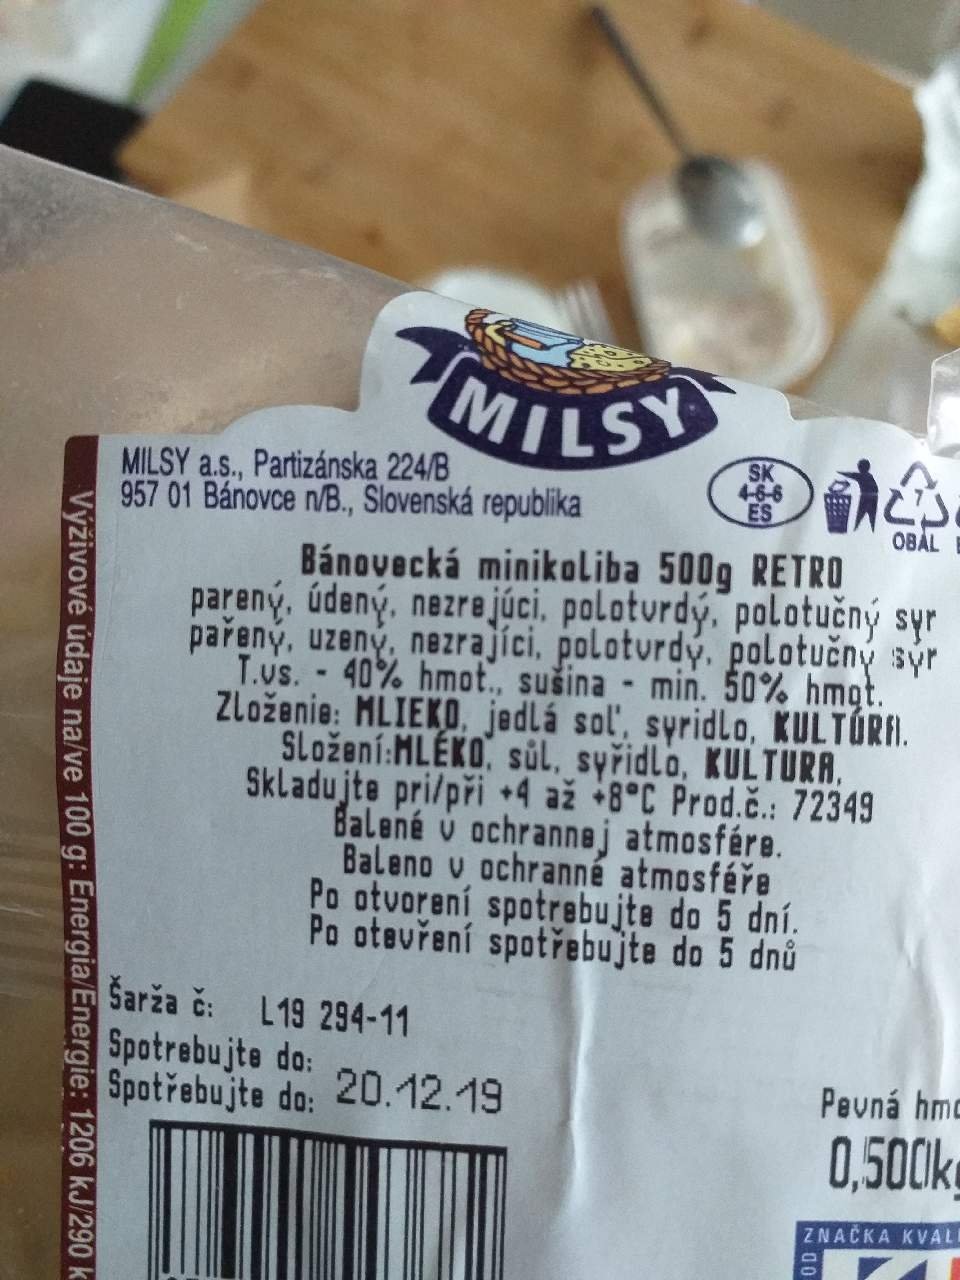 MILSY
MILSY a.s., Partizánska 224/B
957 01 Bánovce n/B., Slovenská republika
SK
4-6-6
ES
7
OBAL
Bánovecká minikoliba 500g RETRO
parený, údený, nezrejúci, polotvrdý, polotučný syr
pařený, uzený, nezrající, polotvrdý, polotučný sýr
T.vs. - 40% hmot., sušina - min. 50% hmot.
Zloženie: MLIEKO, jedlá soľ, syridlo, KULTÚRA.
Složení:MLÉKO, sůl, syřidlo, KULTURA,
Skladujte pri/při +4 až +8°C Prod.č.: 72349
Balené v ochrannej atmosfére.
Baleno v ochranné atmosféře
Po otvorení spotrebujte do 5 dní.
Po otevření spotřebujte do 5 dnů
Šarža č: L19 294-11
Spotrebujte do:
Spotřebujte do: 20.12.19
Pevná
0,500k
ZNAČKA
Výživové údaje na/ve 100 g: Energia/Energie: 1206 kJ/290